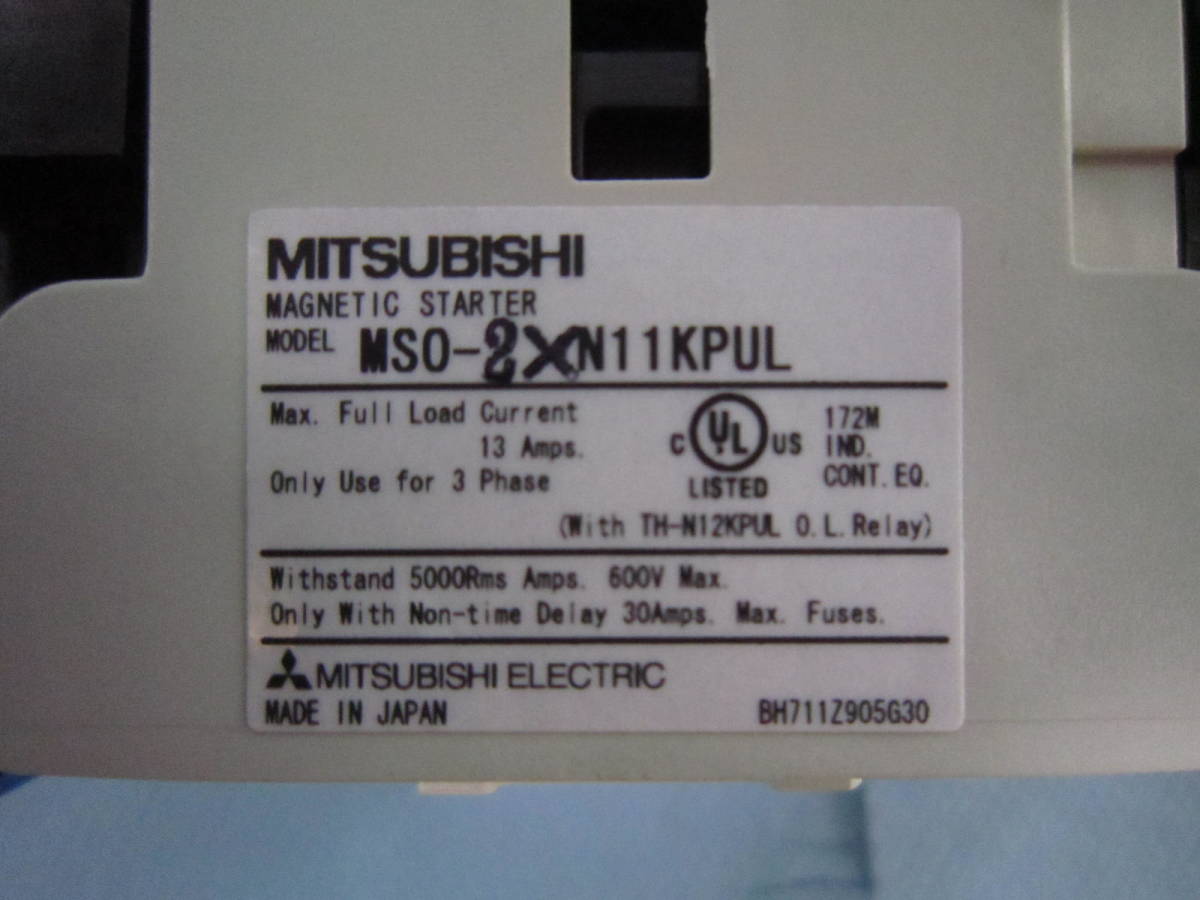 MITSUBISHI
MAGNETIC STARTER
MODEL MSO-2×N11KPUL
Max. Full Load Current
13 Amps.
Only Use for 3 Phase
C UL US
LISTED
172M
IND.
CONT. EQ.
(With TH-N12KPUL O.L.Relay)
Withstand 5000Rms Amps. 600V Max.
Only With Non-time Delay 30Amps. Max. Fuses.
MITSUBISHI ELECTRIC
MADE IN JAPAN
BH711Z905G30